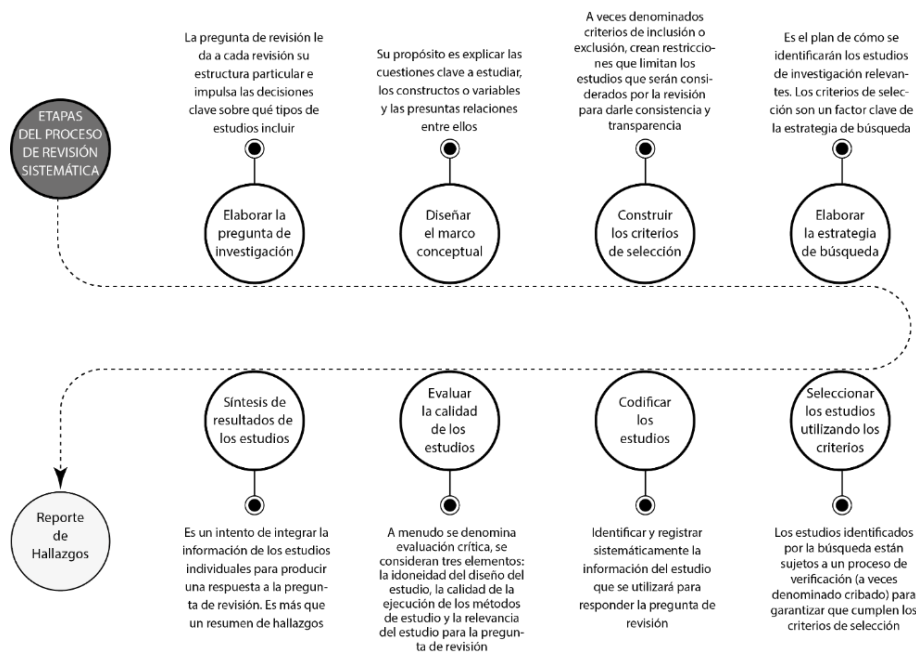 ETAPAS
DEL PROCESO
DE REVISIÓN
SISTEMÁTICA
La pregunta de revisión le
da a cada revisión su
estructura particular e
impulsa las decisiones
clave sobre qué tipos de
estudios incluir
Elaborar la
pregunta de
investigación
Su propósito es explicar las
cuestiones clave a estudiar,
los constructos o variables
y las presuntas relaciones
entre ellos
Diseñar
el marco
conceptual
A veces denominados
criterios de inclusión o
exclusión, crean restriccio-
nes que limitan los
estudios que serán consi-
derados por la revisión
para darle consistencia y
transparencia
Construir
los criterios
de selección
Es el plan de cómo se
identificarán los estudios
de investigación relevan-
tes. Los criterios de selec-
ción son un factor clave de
la estrategia de búsqueda
Elaborar
la estrategia
de búsqueda
Seleccionar
los estudios
utilizando los
criterios
Los estudios identificados
por la búsqueda están
sujetos a un proceso de
verificación (a veces
denominado cribado) para
garantizar que cumplen los
criterios de selección
Codificar
los
estudios
Identificar y registrar
sistemáticamente la
información del estudio
que se utilizará para
responder la pregunta de
revisión
Evaluar
la calidad
de los
estudios
A menudo se denomina
evaluación crítica, se
consideran tres elementos:
la idoneidad del diseño del
estudio, la calidad de la
ejecución de los métodos
de estudio y la relevancia
del estudio para la pregun-
ta de revisión
Síntesis de
resultados de
los estudios
Es un intento de integrar la
información de los estudios
individuales para producir
una respuesta a la pregun-
ta de revisión. Es más que
un resumen de hallazgos
Reporte
de
Hallazgos